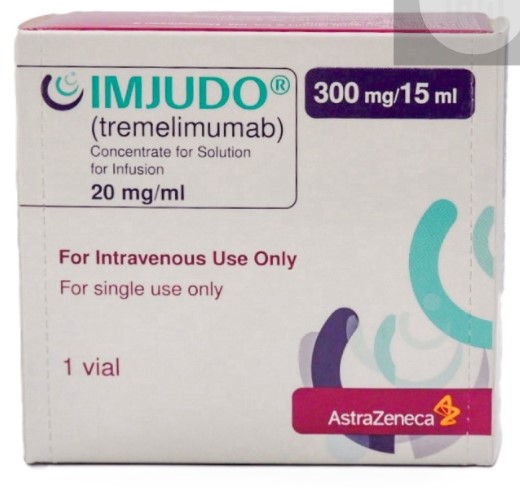 IMJUDO®
300 mg/15 ml
(tremelimumab)
Concentrate for Solution
for Infusion
20 mg/ml
For Intravenous Use Only
For single use only
1 vial
AstraZeneca